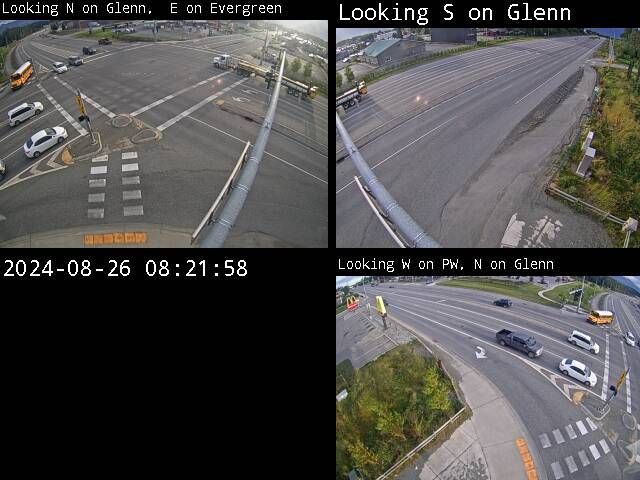 Looking N on Glenn,  E on Evergreen
Looking S on Glenn
2024-08-26 08:21:58
Looking W on PW, N on Glenn